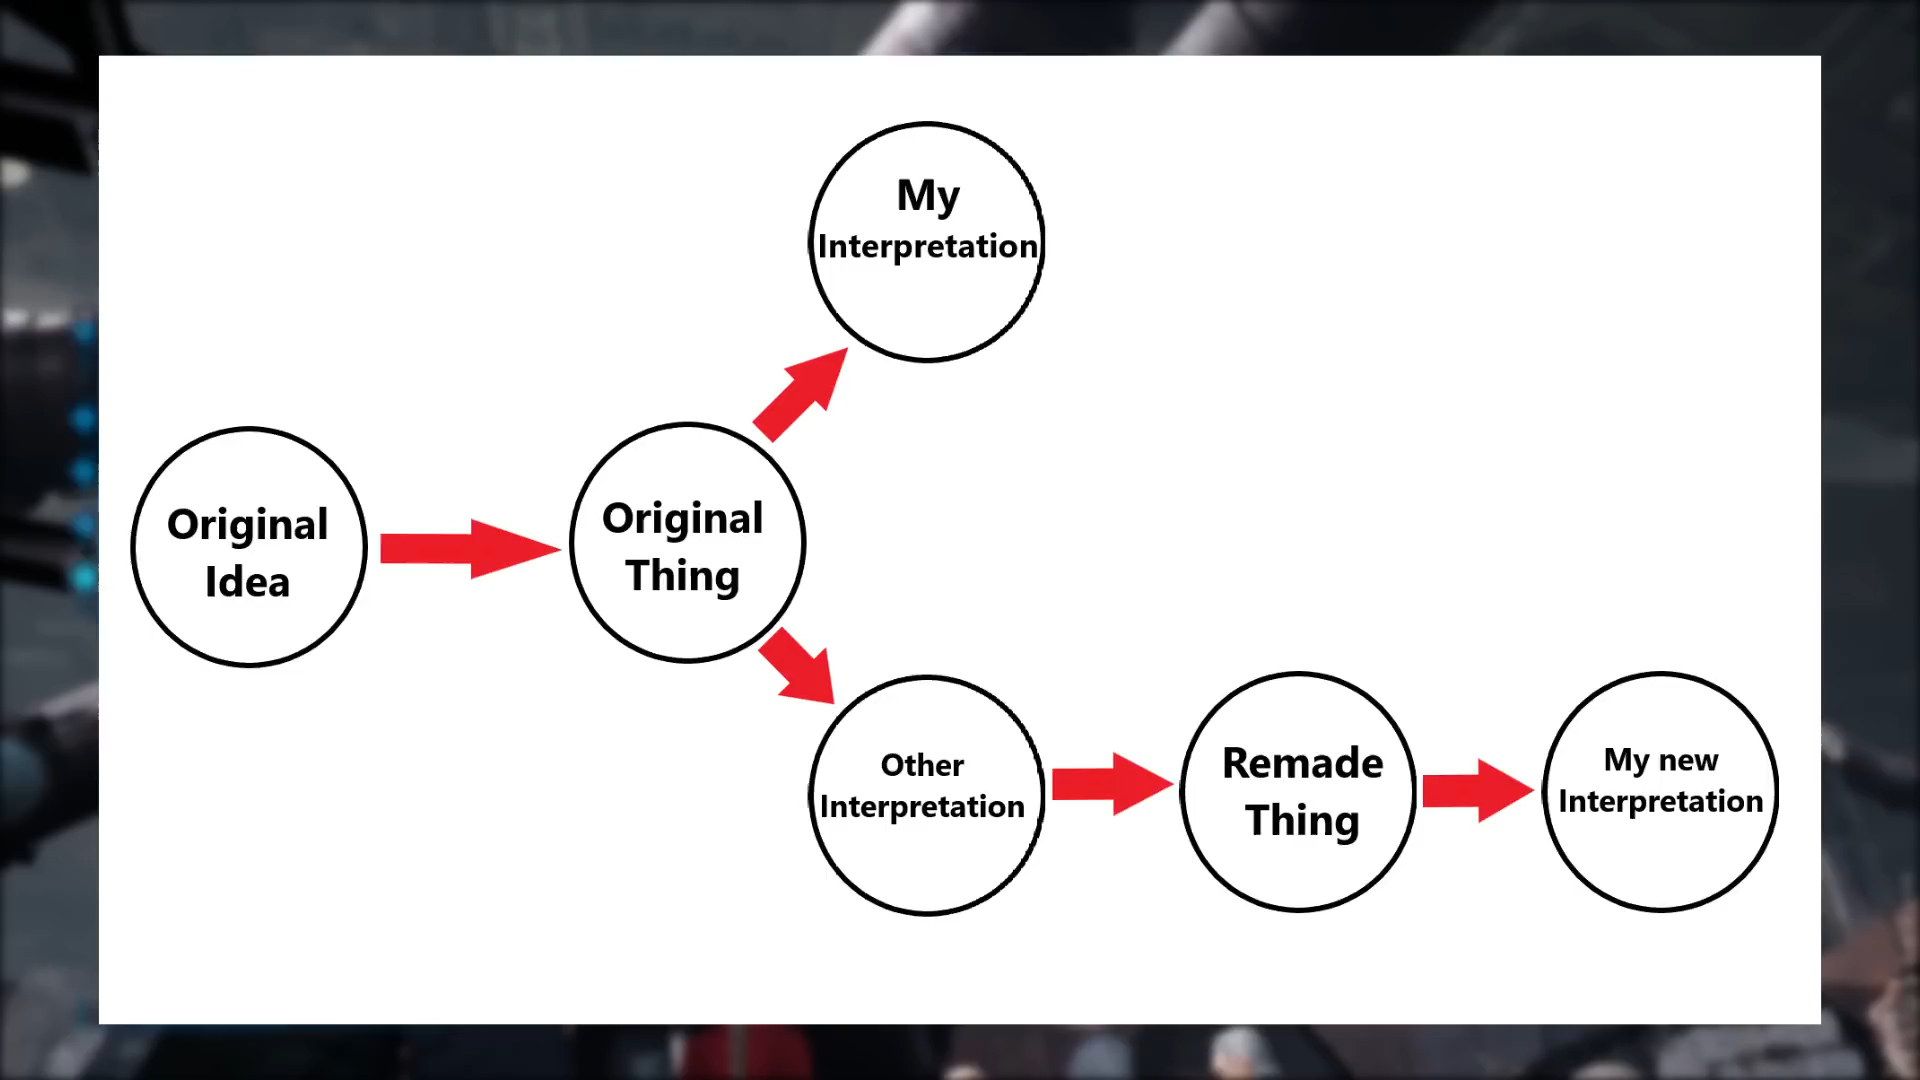 My
Interpretation
Original
Idea
Original
Thing
Other
Interpretation
Remade
Thing
My new
Interpretation